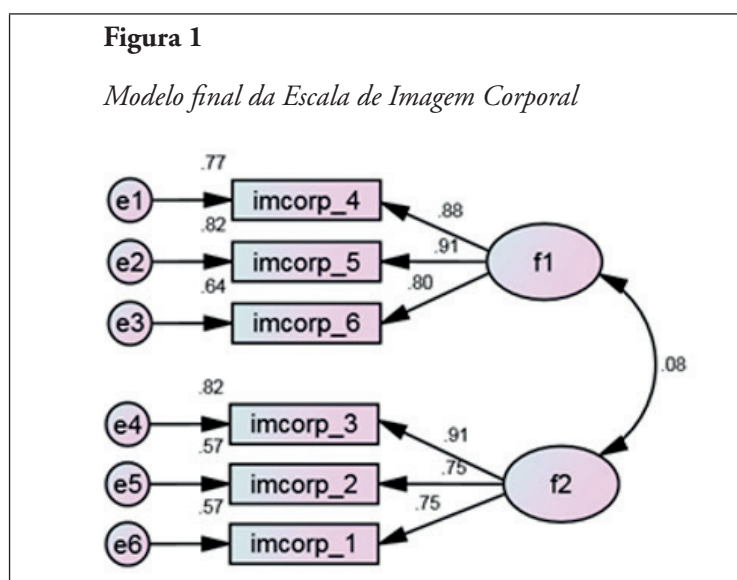 Figura 1
Modelo final da Escala de Imagem Corporal
.77
e1 imcorp_4 .88
.82
e2 imcorp_5 .91 f1
.64
e3 imcorp_6 .80
.08
.82
e4 imcorp_3 .91
.57
e5 imcorp_2 .75 f2
.57
e6 imcorp_1 .75